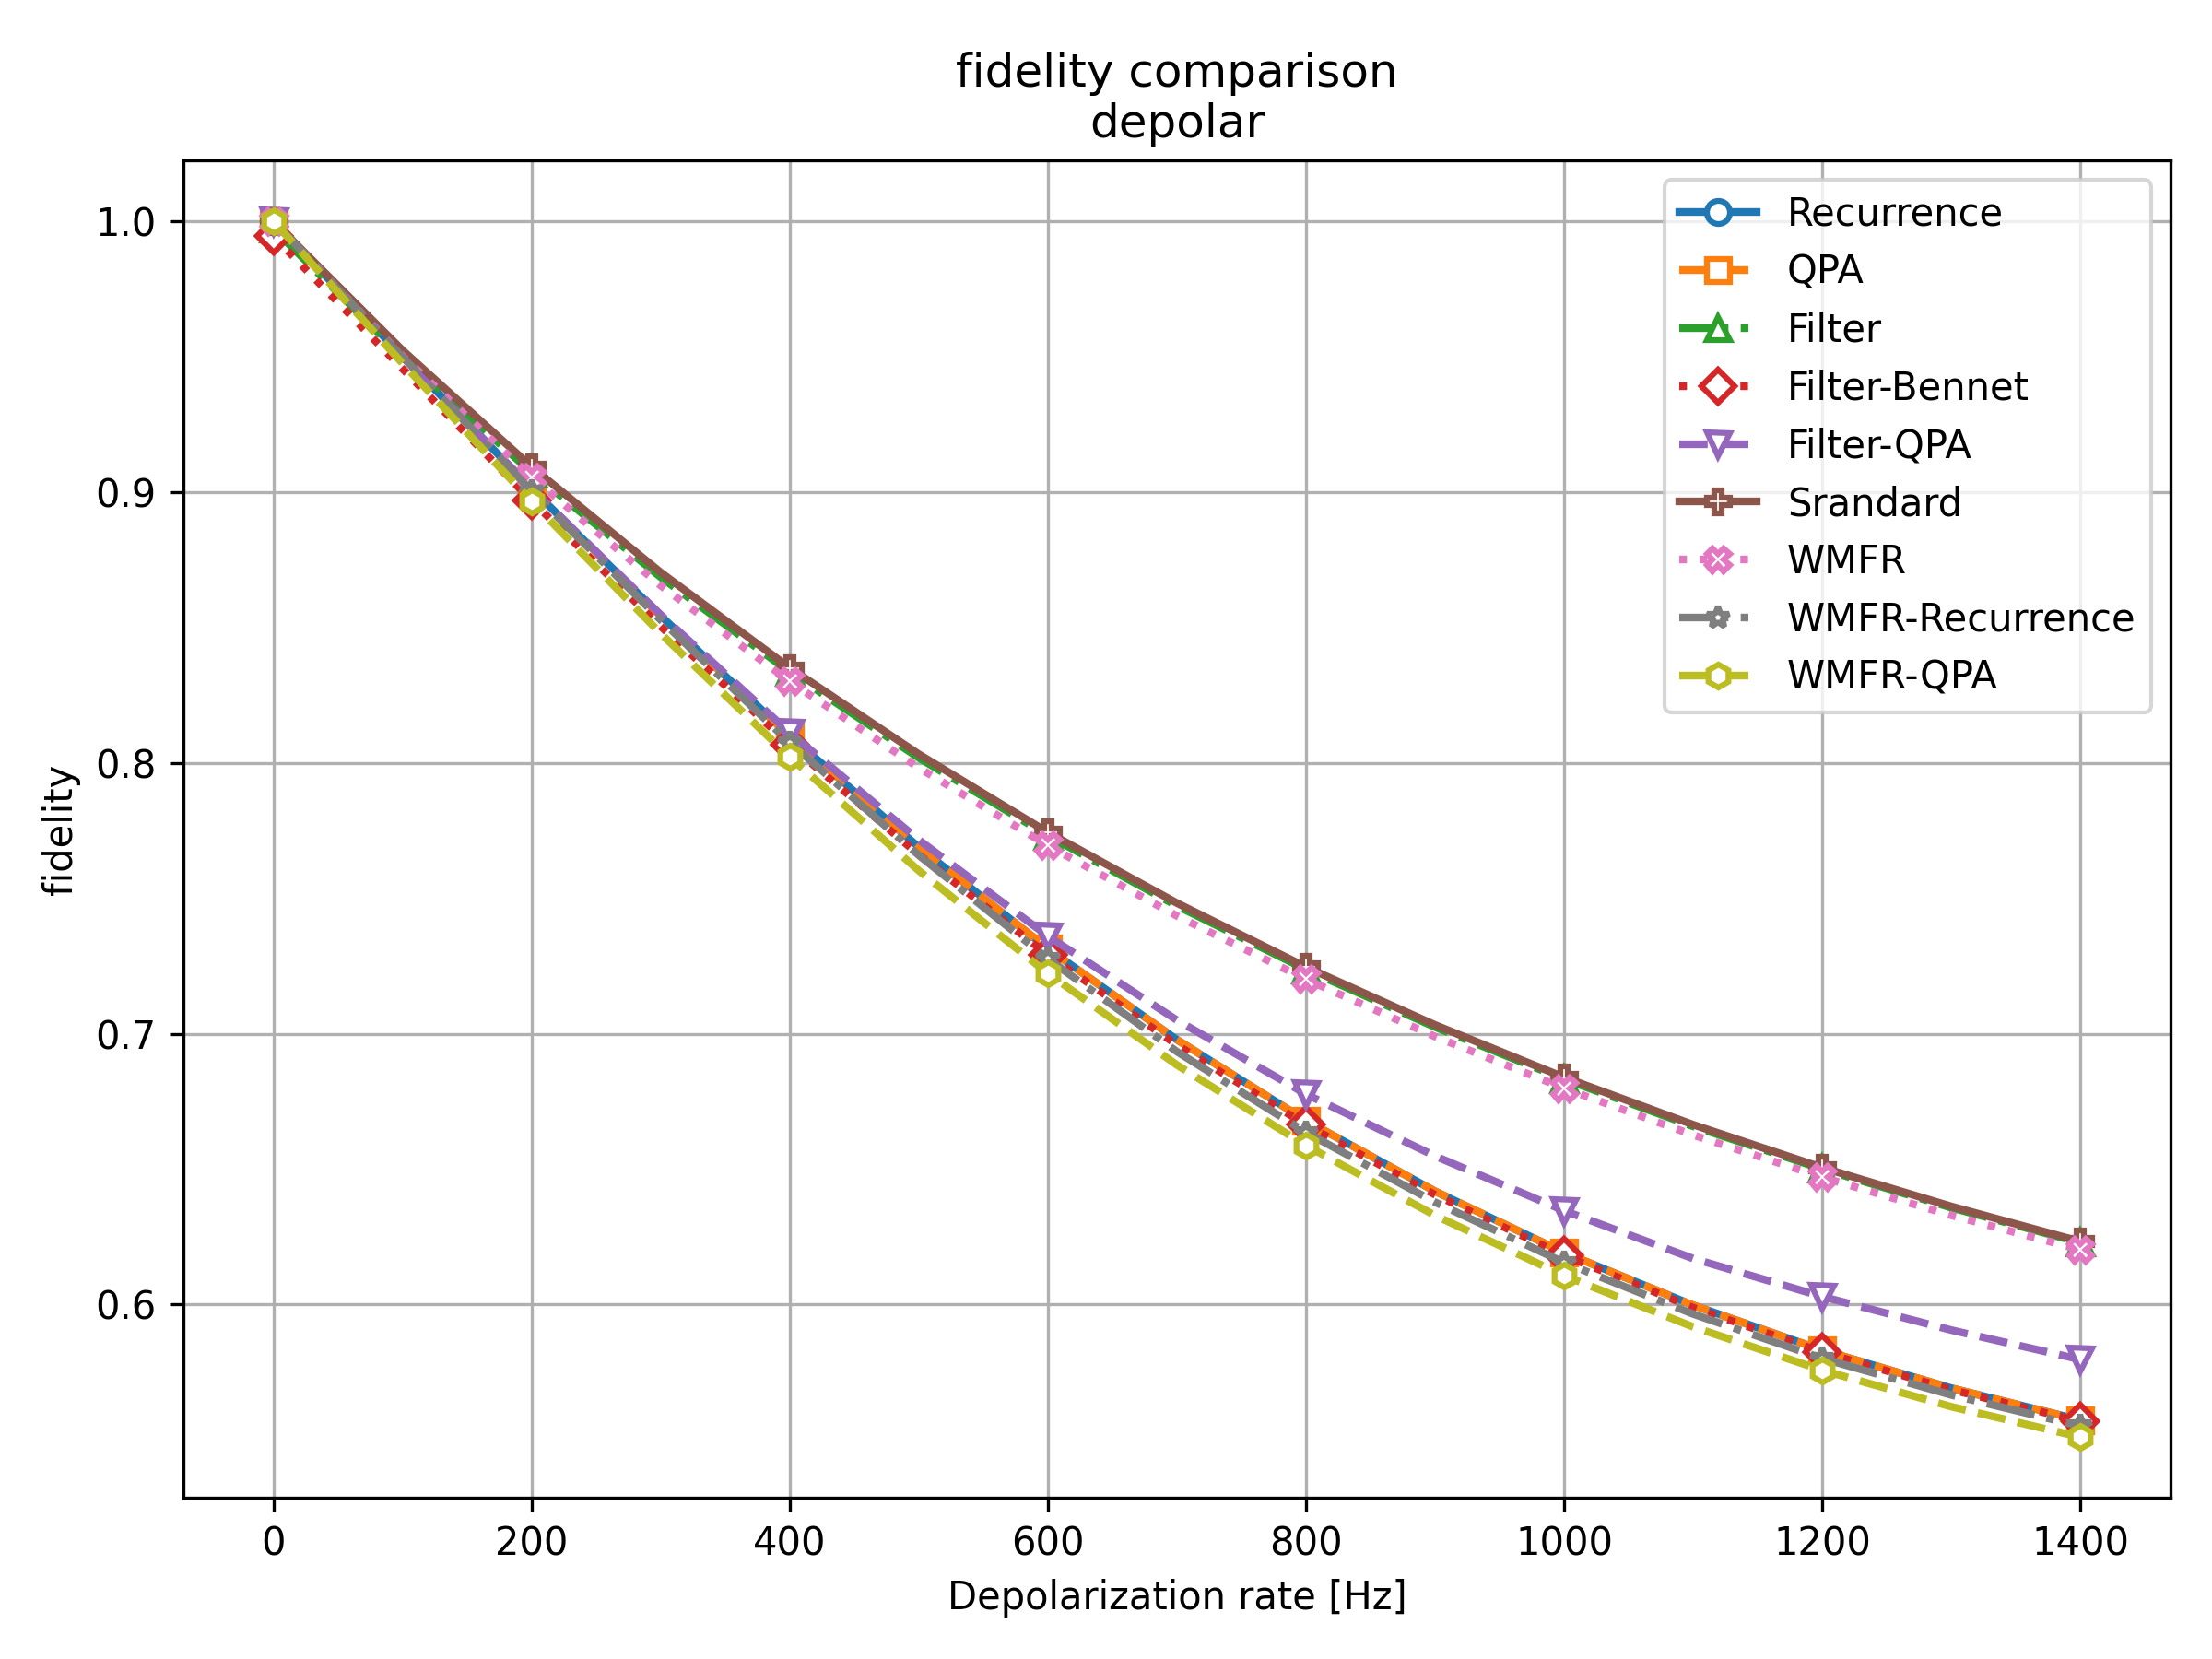 fidelity comparison
depolar
1.0
0.9
0.8
0.7
0.6
fidelity
0 200 400 600 800 1000 1200 1400
Depolarization rate [Hz]
Recurrence
QPA
Filter
Filter-Bennet
Filter-QPA
Srandard
WMFR
WMFR-Recurrence
WMFR-QPA